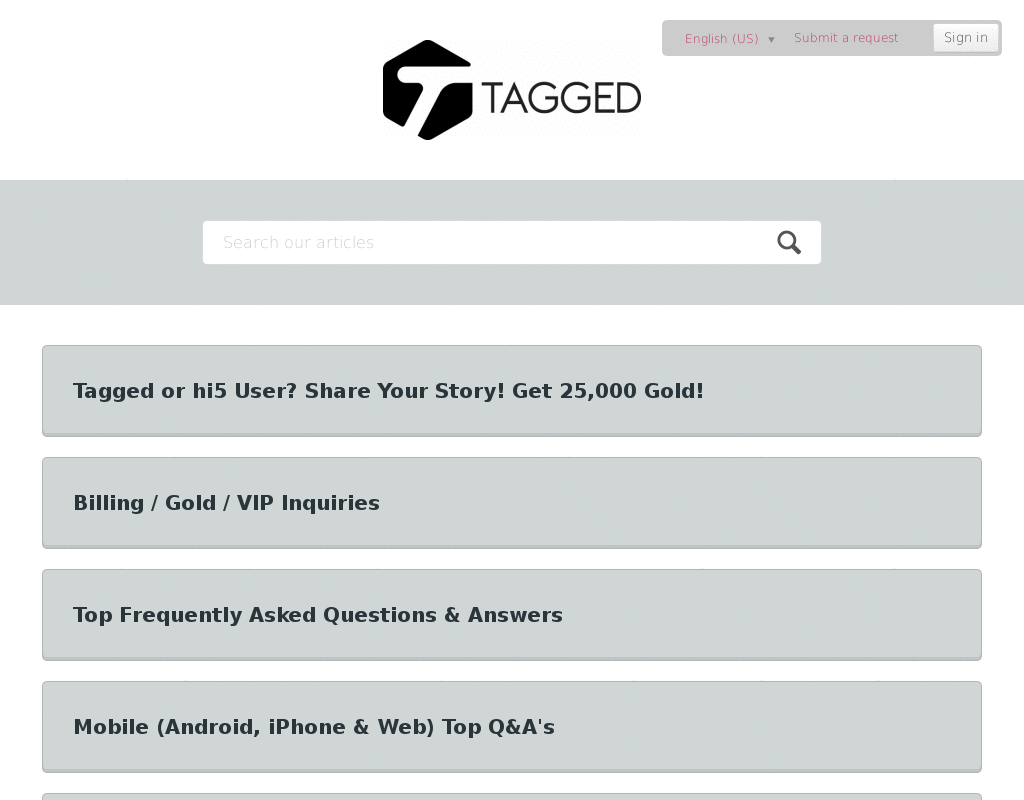 English (US) ▼ Submit a request Sign in
TAGGED
Search our articles
Tagged or hi5 User? Share Your Story! Get 25,000 Gold!
Billing / Gold / VIP Inquiries
Top Frequently Asked Questions & Answers
Mobile (Android, iPhone & Web) Top Q&A's